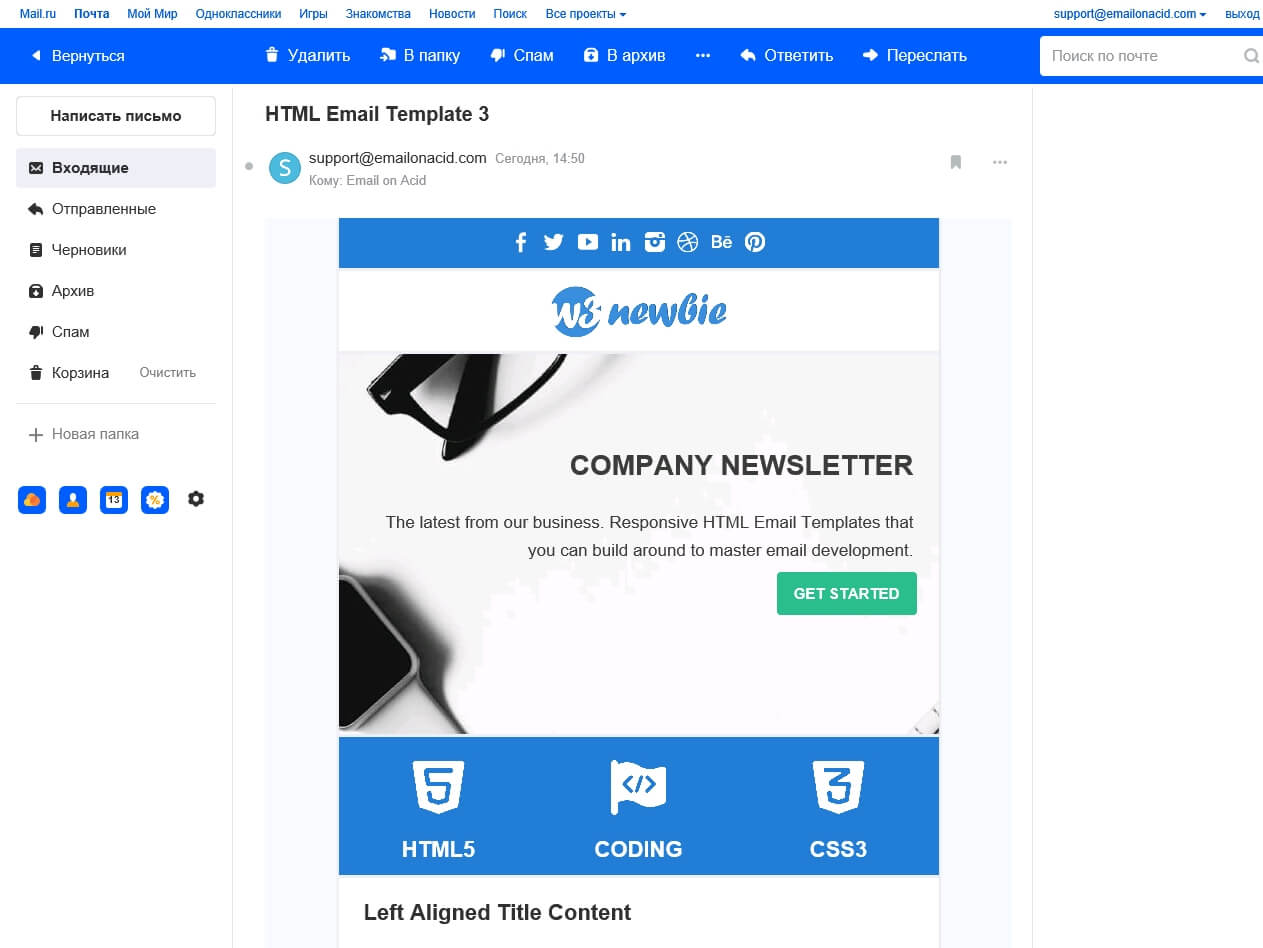 Mail.ru Почта Мой Мир Одноклассники Игры Знакомства Новости Поиск Все проекты support@emailonacid.com выход
Вернуться Удалить В папку Спам В архив Ответить Переслать Поиск по почте
Написать письмо
Входящие
Отправленные
Черновики
Архив
Спам
Корзина Очистить
Новая папка
13
%
HTML Email Template 3
S
support@emailonacid.com Сегодня, 14:50
Кому: Email on Acid
in Bē
w3 newbie
COMPANY NEWSLETTER
The latest from our business. Responsive HTML Email Templates that
you can build around to master email development.
GET STARTED
5 </> 3
HTML5 CODING CSS3
Left Aligned Title Content